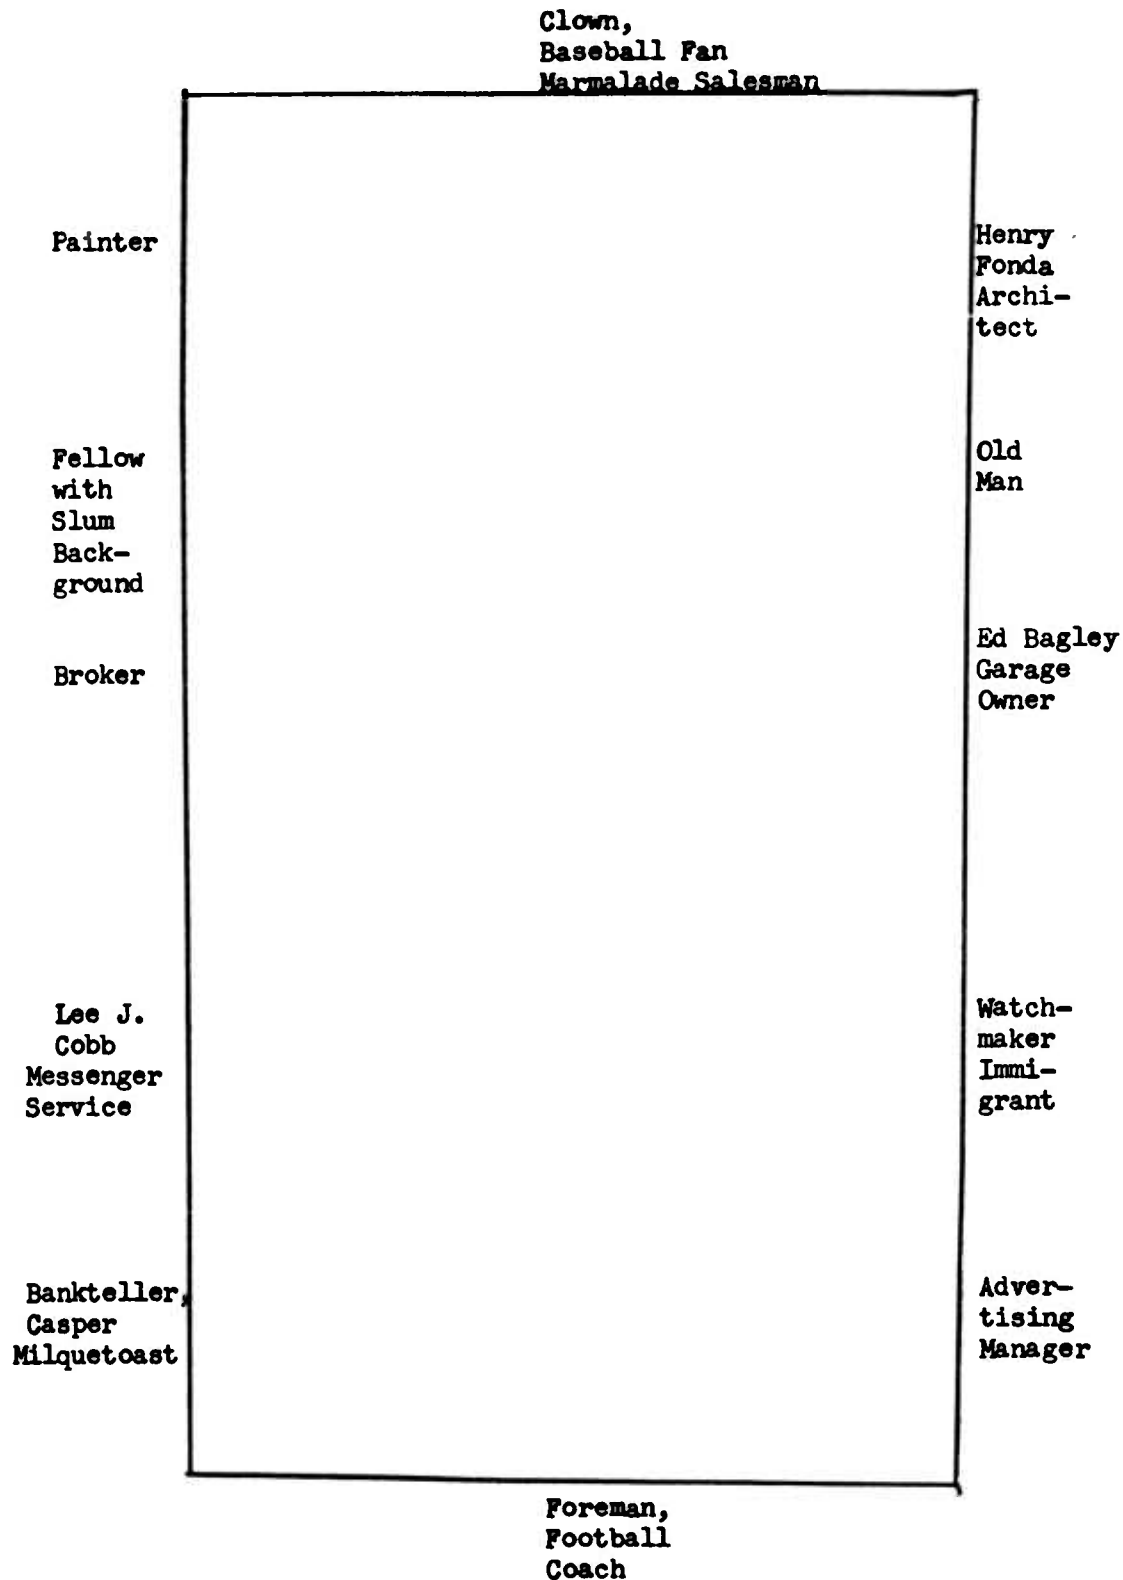 Clown,
Baseball Fan
Marmalade Salesman
Painter
Henry
Fonda
Archi-
tect
Fellow
with
Slum
Back-
ground
Old
Man
Broker
Ed Bagley
Garage
Owner
Lee J.
Cobb
Messenger
Service
Watch-
maker
Immi-
grant
Bankteller,
Casper
Milquetoast
Adver-
tising
Manager
Foreman,
Football
Coach